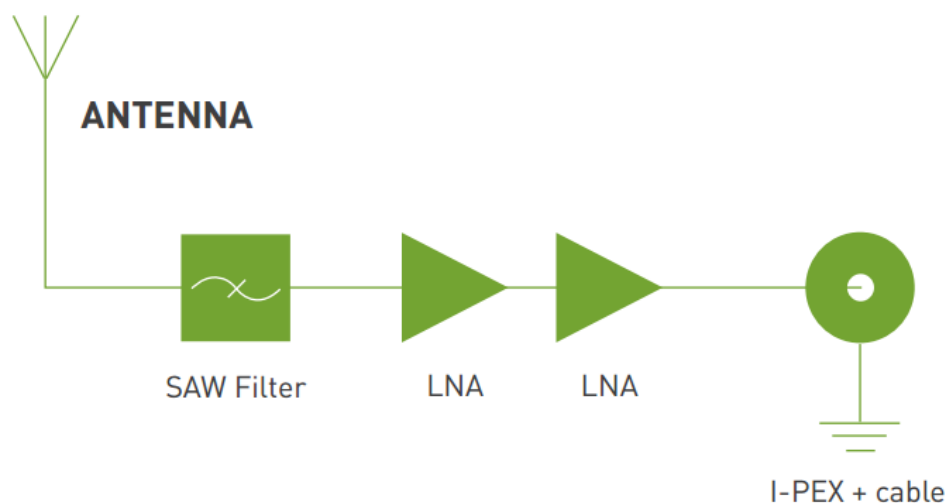 ANTENNA
SAW Filter
LNA
LNA
I-PEX + cable